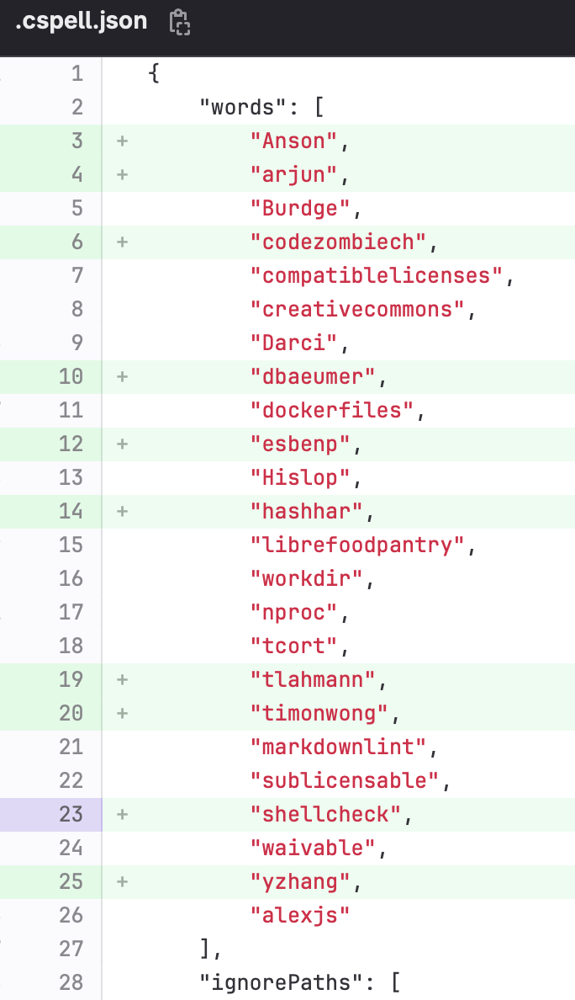 .cspell.json
1 {
2 "words": [
3 + "Anson",
4 + "arjun",
5 "Burdge",
6 + "codezombiech",
7 "compatiblelicenses",
8 "creativecommons",
9 "Darci",
10 + "dbaeumer",
11 "dockerfiles",
12 + "esbenp",
13 "Hislop",
14 + "hashhar",
15 "librefoodpantry",
16 "workdir",
17 "nproc",
18 "tcort",
19 + "tlahmann",
20 + "timonwong",
21 "markdownlint",
22 "sublicensable",
23 + "shellcheck",
24 "waivable",
25 + "yzhang",
26 "alexjs"
27 ],
28 "ignorePaths": [